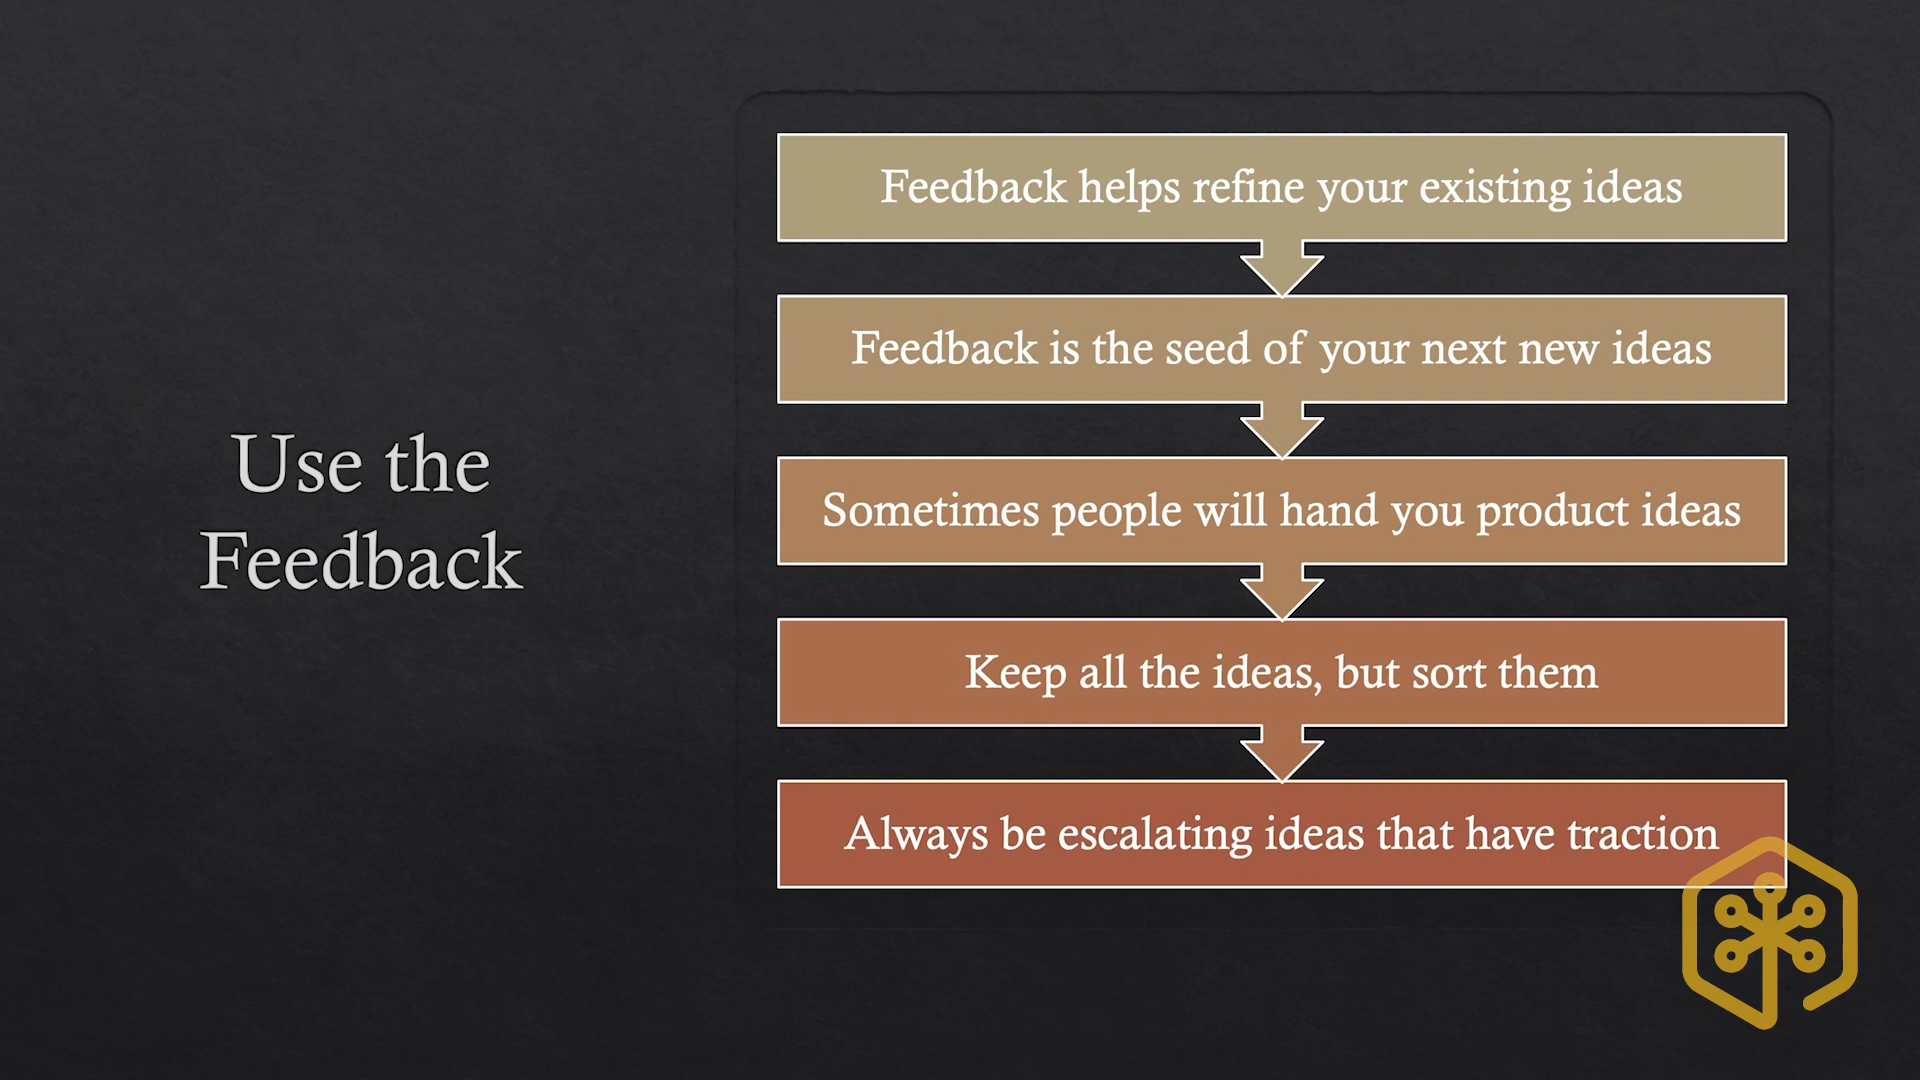 Use the
Feedback
Feedback helps refine your existing ideas
Feedback is the seed of your next new ideas
Sometimes people will hand you product ideas
Keep all the ideas, but sort them
Always be escalating ideas that have traction